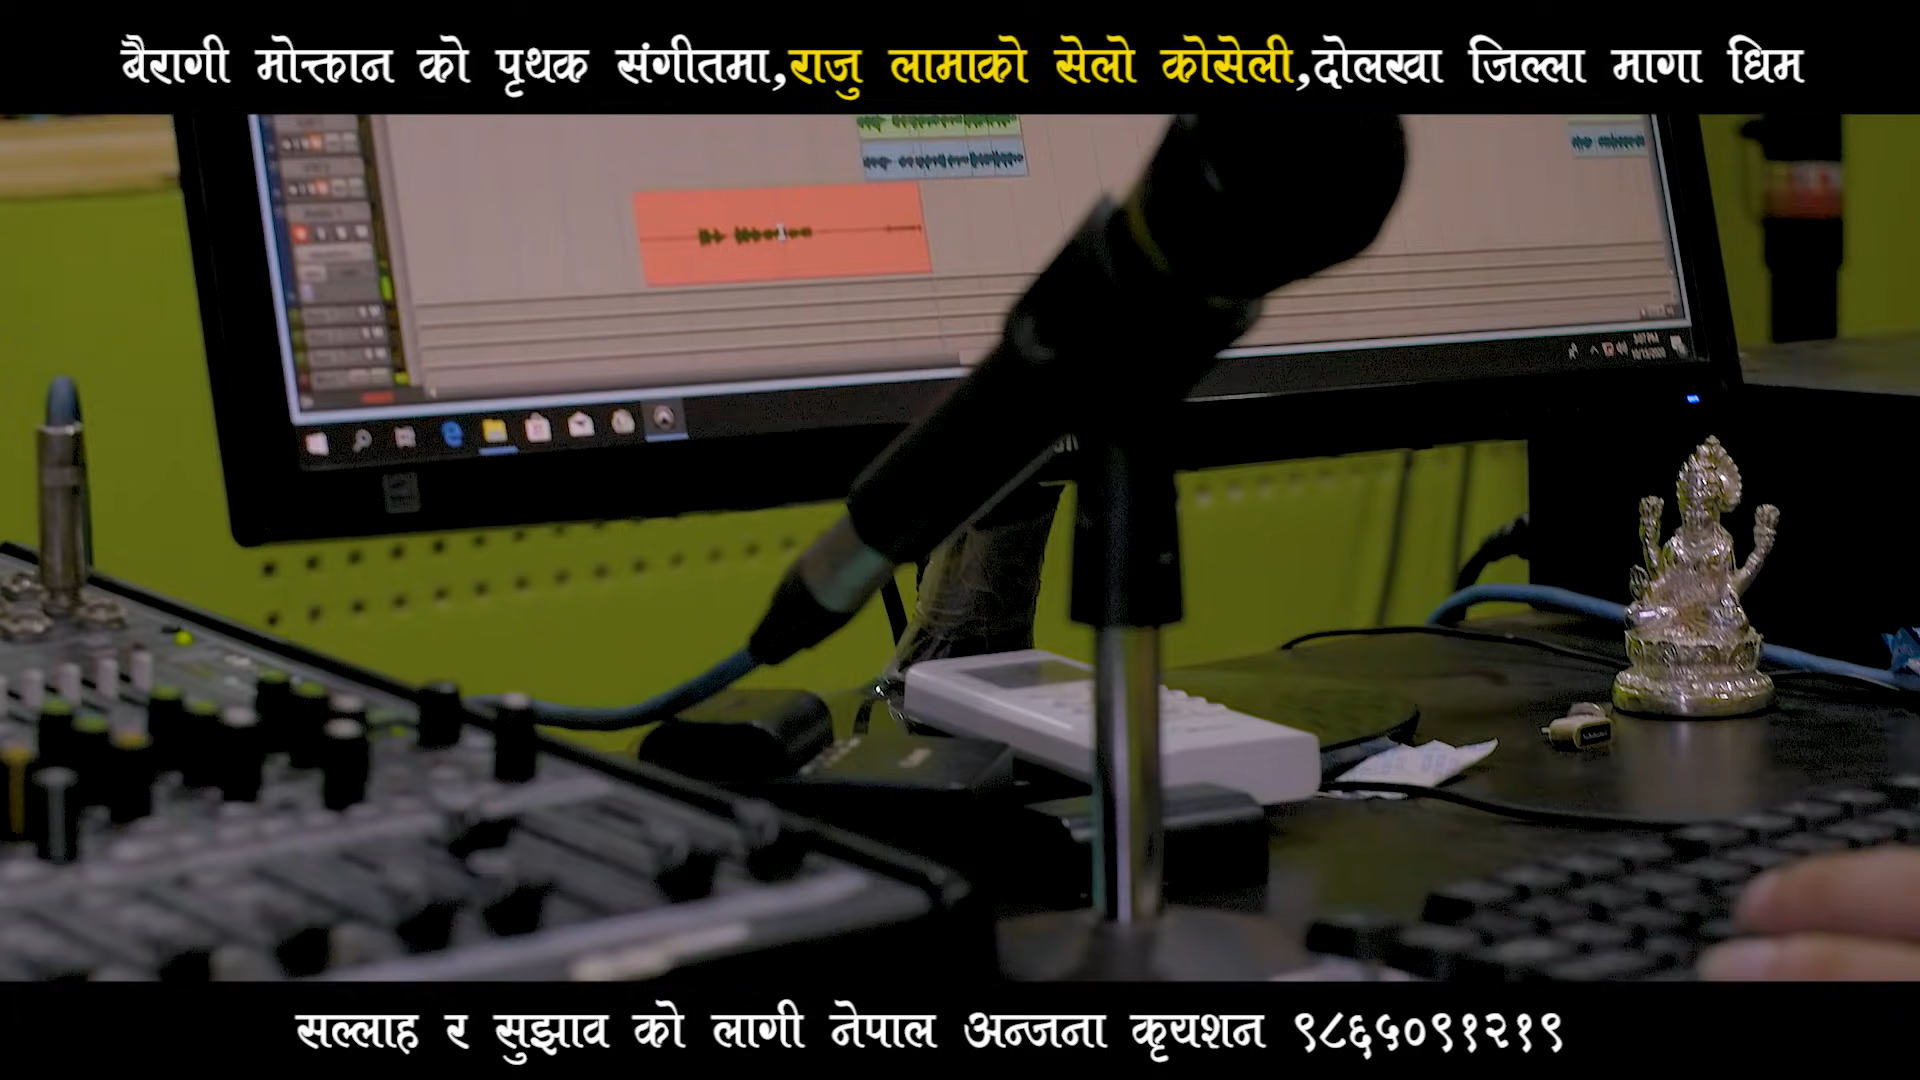 बैरागी मोक्तान को पृथक संगीतमा,राजु लामाको सेलो कोसेली,दोलखा जिल्ला मागा धिम
सल्लाह र सुझाव को लागी नेपाल अन्जना कृयशन ९८६५०९१२१९